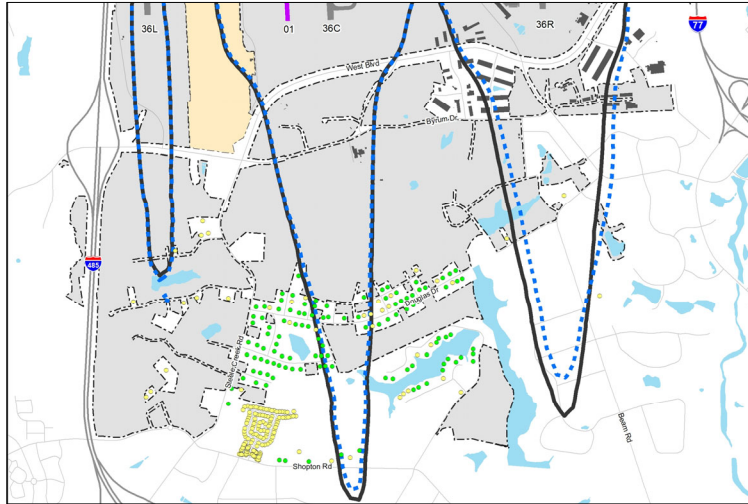 77
36L
01
36C
36R
West Blvd
Byrum Dr
485
Douglas Dr
Steele Creek Rd
Beam Rd
Shopton Rd